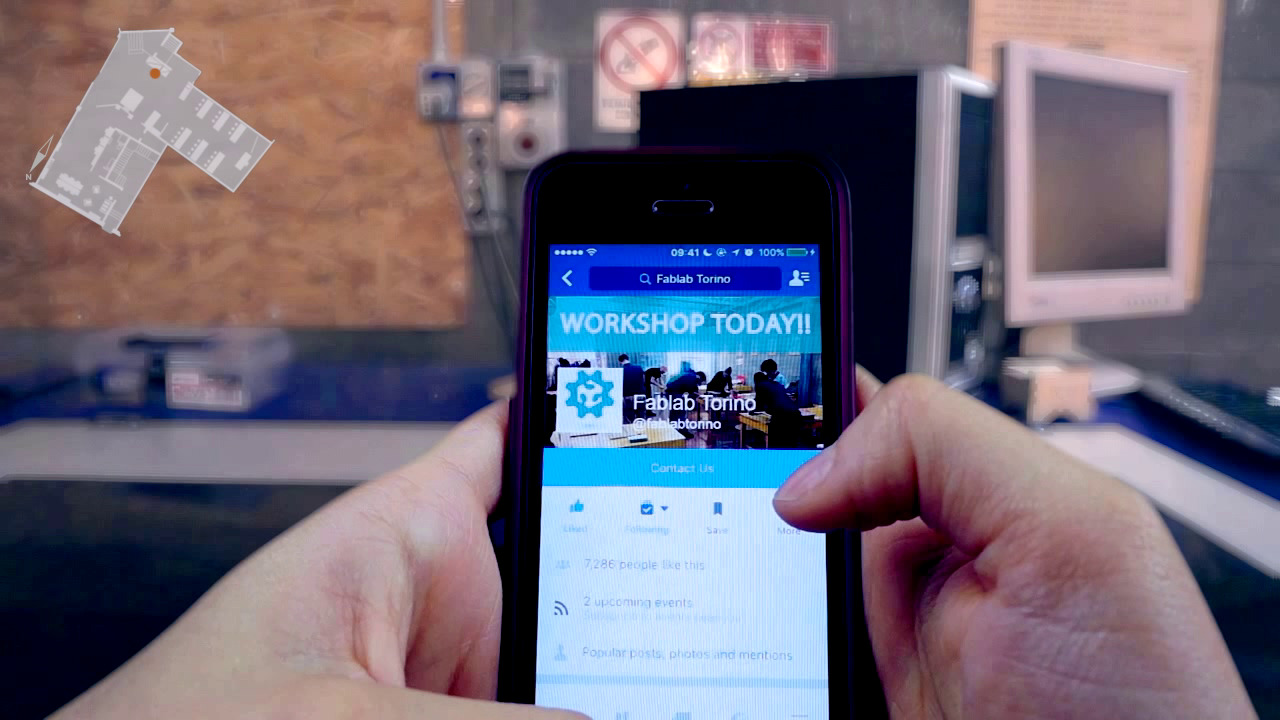 N
09:41 100%
Fablab Torino
WORKSHOP TODAY!!
Fablab Torino
@fablabtorino
Contact Us
Liked Following Save More
7,286 people like this
2 upcoming events
Popular posts, photos and mentions